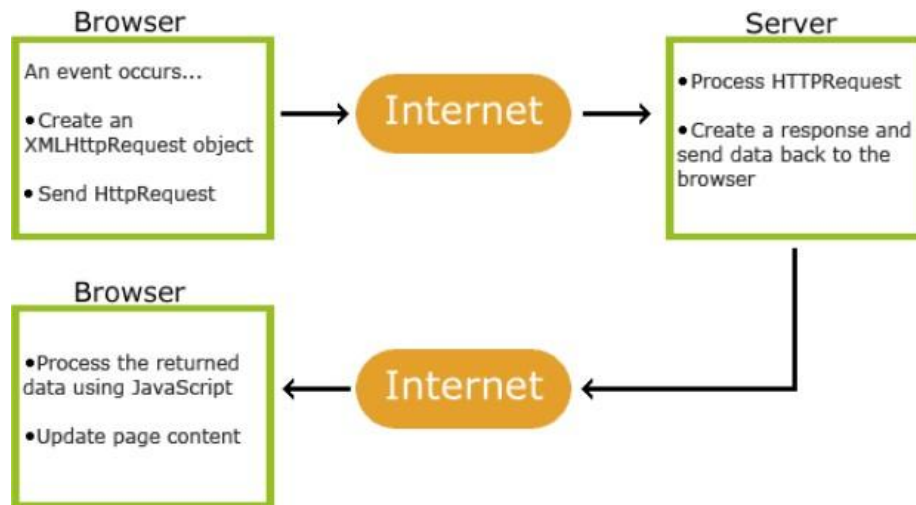 Browser
An event occurs...
•Create an
XMLHttpRequest object
•Send HttpRequest
Internet
Server
•Process HTTPRequest
•Create a response and
send data back to the
browser
Browser
•Process the returned
data using JavaScript
•Update page content
Internet